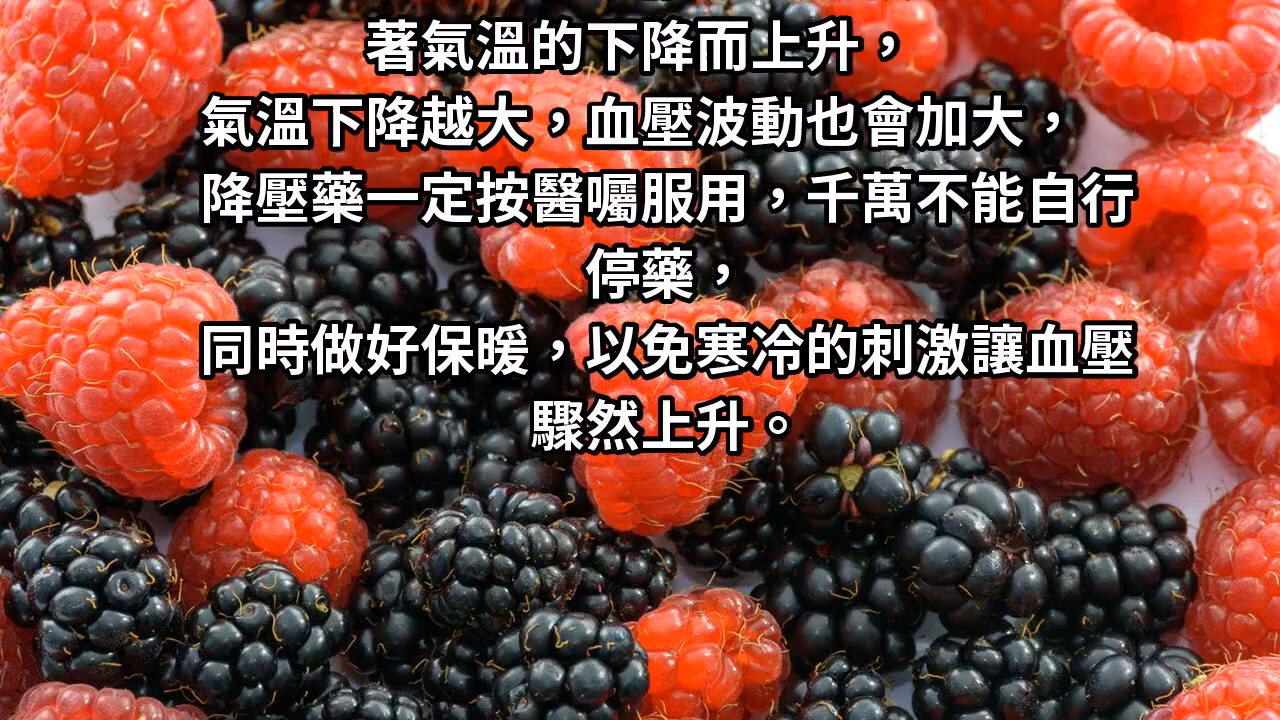 著氣溫的下降而上升，
氣溫下降越大，血壓波動也會加大，
降壓藥一定按醫囑服用，千萬不能自行
停藥，
同時做好保暖，以免寒冷的刺激讓血壓
驟然上升。